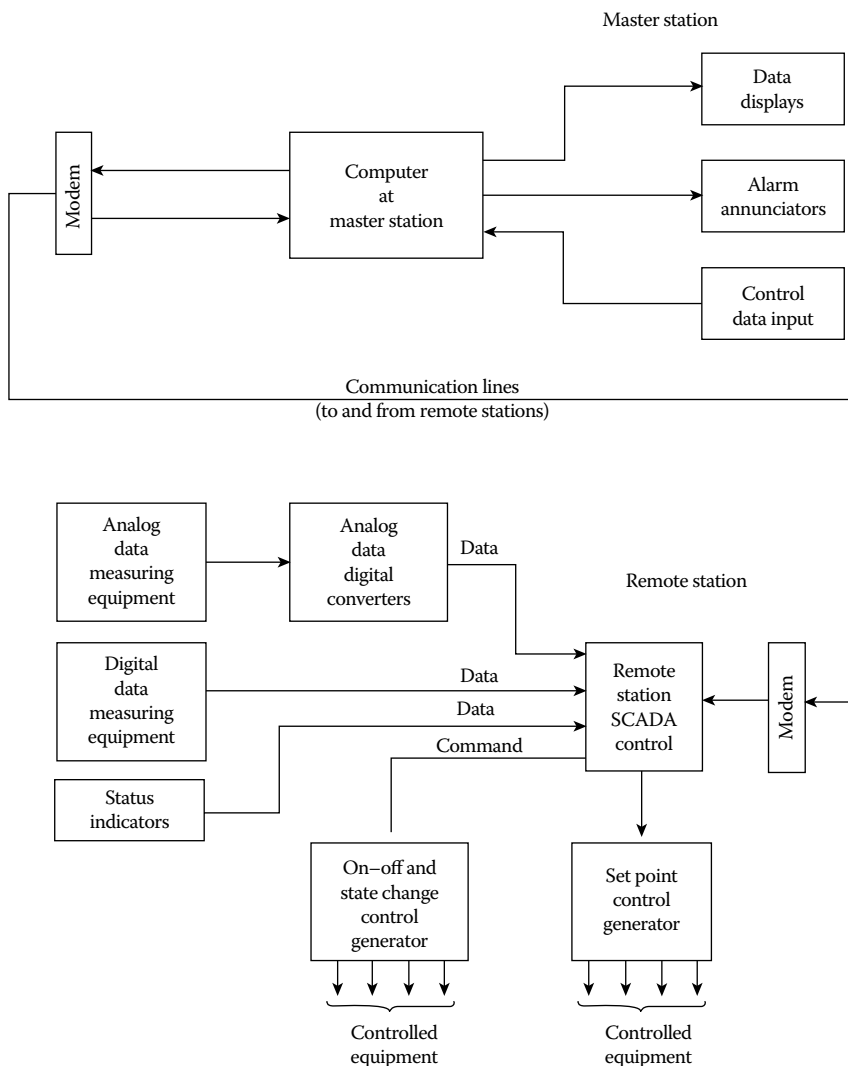 Master station
Data
displays
Modem
Computer
at
master station
Alarm
annunciators
Control
data input
Communication lines
(to and from remote stations)
Analog
data
measuring
equipment
Analog
data
digital
converters
Data
Remote station
Digital
data
measuring
equipment
Data
Remote
station
SCADA
control
Modem
Data
Command
Status
indicators
On–off and
state change
control
generator
Set point
control
generator
Controlled
equipment
Controlled
equipment